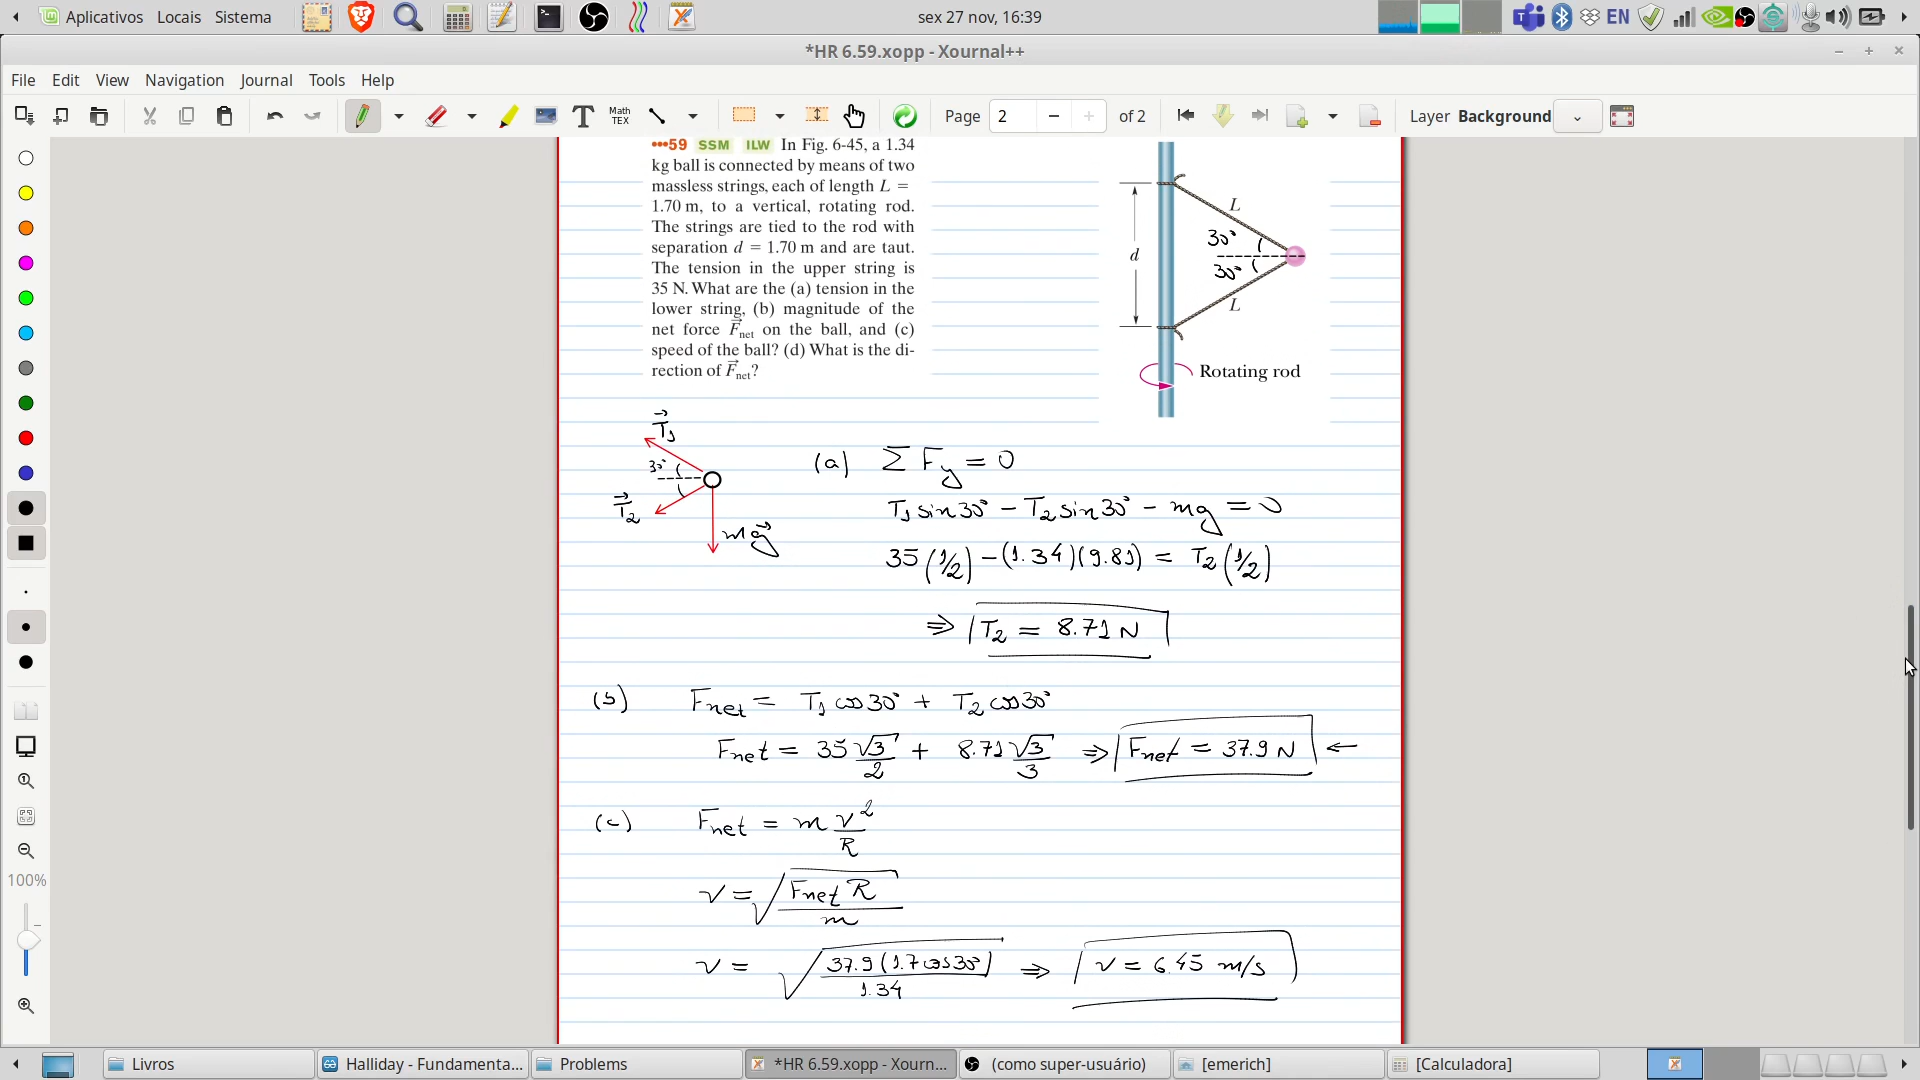 Aplicativos Locais Sistema
sex 27 nov, 16:39
EN
*HR 6.59.xopp - Xournal++
File Edit View Navigation Journal Tools Help
T Math TEX
Page 2 of 2
Layer Background
•••59 SSM ILW In Fig. 6-45, a 1.34
kg ball is connected by means of two
massless strings, each of length L =
1.70 m, to a vertical, rotating rod.
The strings are tied to the rod with
separation d = 1.70 m and are taut.
The tension in the upper string is
35 N. What are the (a) tension in the
lower string, (b) magnitude of the
net force F⃗net on the ball, and (c)
speed of the ball? (d) What is the di-
rection of F⃗net?
L
30°
d
30°
L
Rotating rod
T⃗1
30°
T⃗2
mg⃗
(a) Σ Fy = 0
T1 sin30° − T2 sin30° − mg = 0
35 (1/2) − (1.34)(9.81) = T2 (1/2)
⇒ T2 = 8.71 N
(b) Fnet = T1 cos30° + T2 cos30°
Fnet = 35 √3/2 + 8.71 √3/3 ⇒ Fnet = 37.9 N ←
(c) Fnet = m v²/R
v = √(Fnet R / m)
v = √(37.9 (1.7 cos30°) / 1.34) ⇒ v = 6.45 m/s
100%
Livros
Halliday - Fundamenta...
Problems
*HR 6.59.xopp - Xourn...
(como super-usuário)
[emerich]
[Calculadora]